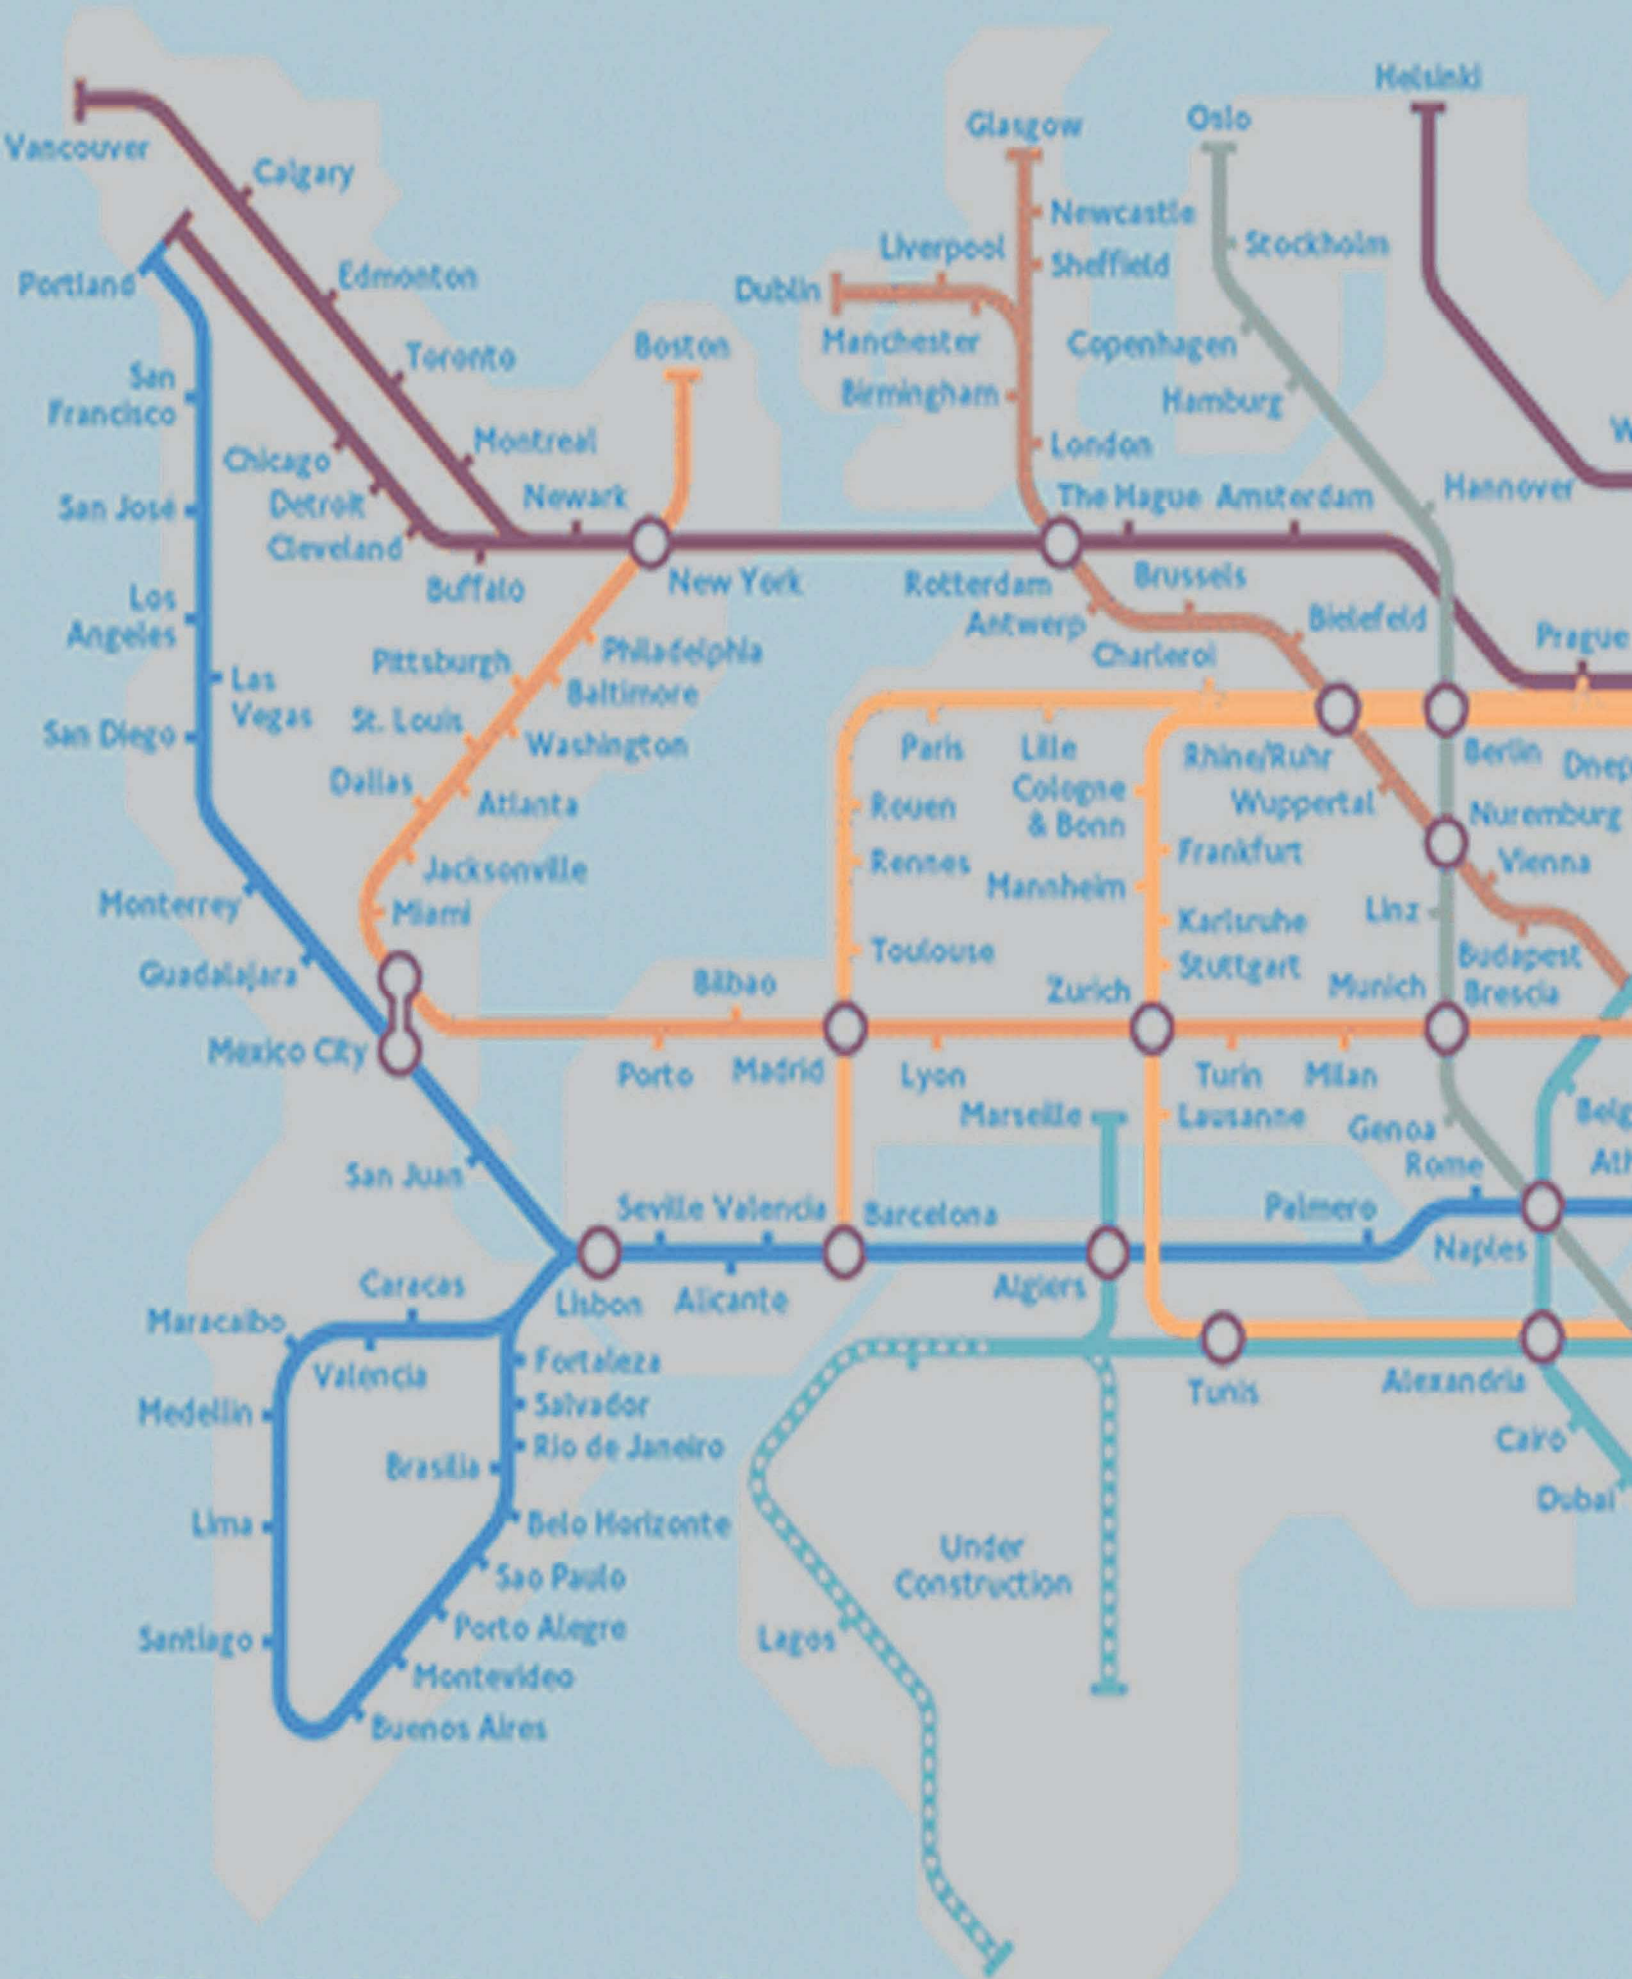 Helsinki
Glasgow
Oslo
Vancouver
Calgary
Newcastle
Liverpool
Stockholm
Sheffield
Portland
Edmonton
Dublin
Boston
Toronto
Manchester
Copenhagen
San
Francisco
Birmingham
Hamburg
Montreal
Chicago
London
Hannover
San José
Detroit
Newark
The Hague
Amsterdam
Cleveland
Buffalo
New York
Rotterdam
Brussels
Los
Angeles
Antwerp
Bielefeld
Prague
Pittsburgh
Philadelphia
Charleroi
Las
Vegas
Baltimore
San Diego
St. Louis
Washington
Paris
Lille
Rhine/Ruhr
Berlin
Dallas
Atlanta
Rouen
Cologne
& Bonn
Wuppertal
Nuremburg
Jacksonville
Rennes
Frankfurt
Vienna
Monterrey
Miami
Mannheim
Karlsruhe
Linz
Guadalajara
Toulouse
Stuttgart
Budapest
Bilbao
Zurich
Munich
Brescia
Mexico City
Porto
Madrid
Lyon
Turin
Milan
Marseille
Lausanne
Genoa
San Juan
Rome
Seville
Valencia
Barcelona
Palmero
Naples
Caracas
Lisbon
Alicante
Algiers
Maracaibo
Valencia
Fortaleza
Tunis
Alexandria
Medellin
Salvador
Rio de Janeiro
Cairo
Brasilia
Dubai
Lima
Belo Horizonte
Under
Construction
Sao Paulo
Santiago
Porto Alegre
Lagos
Montevideo
Buenos Aires